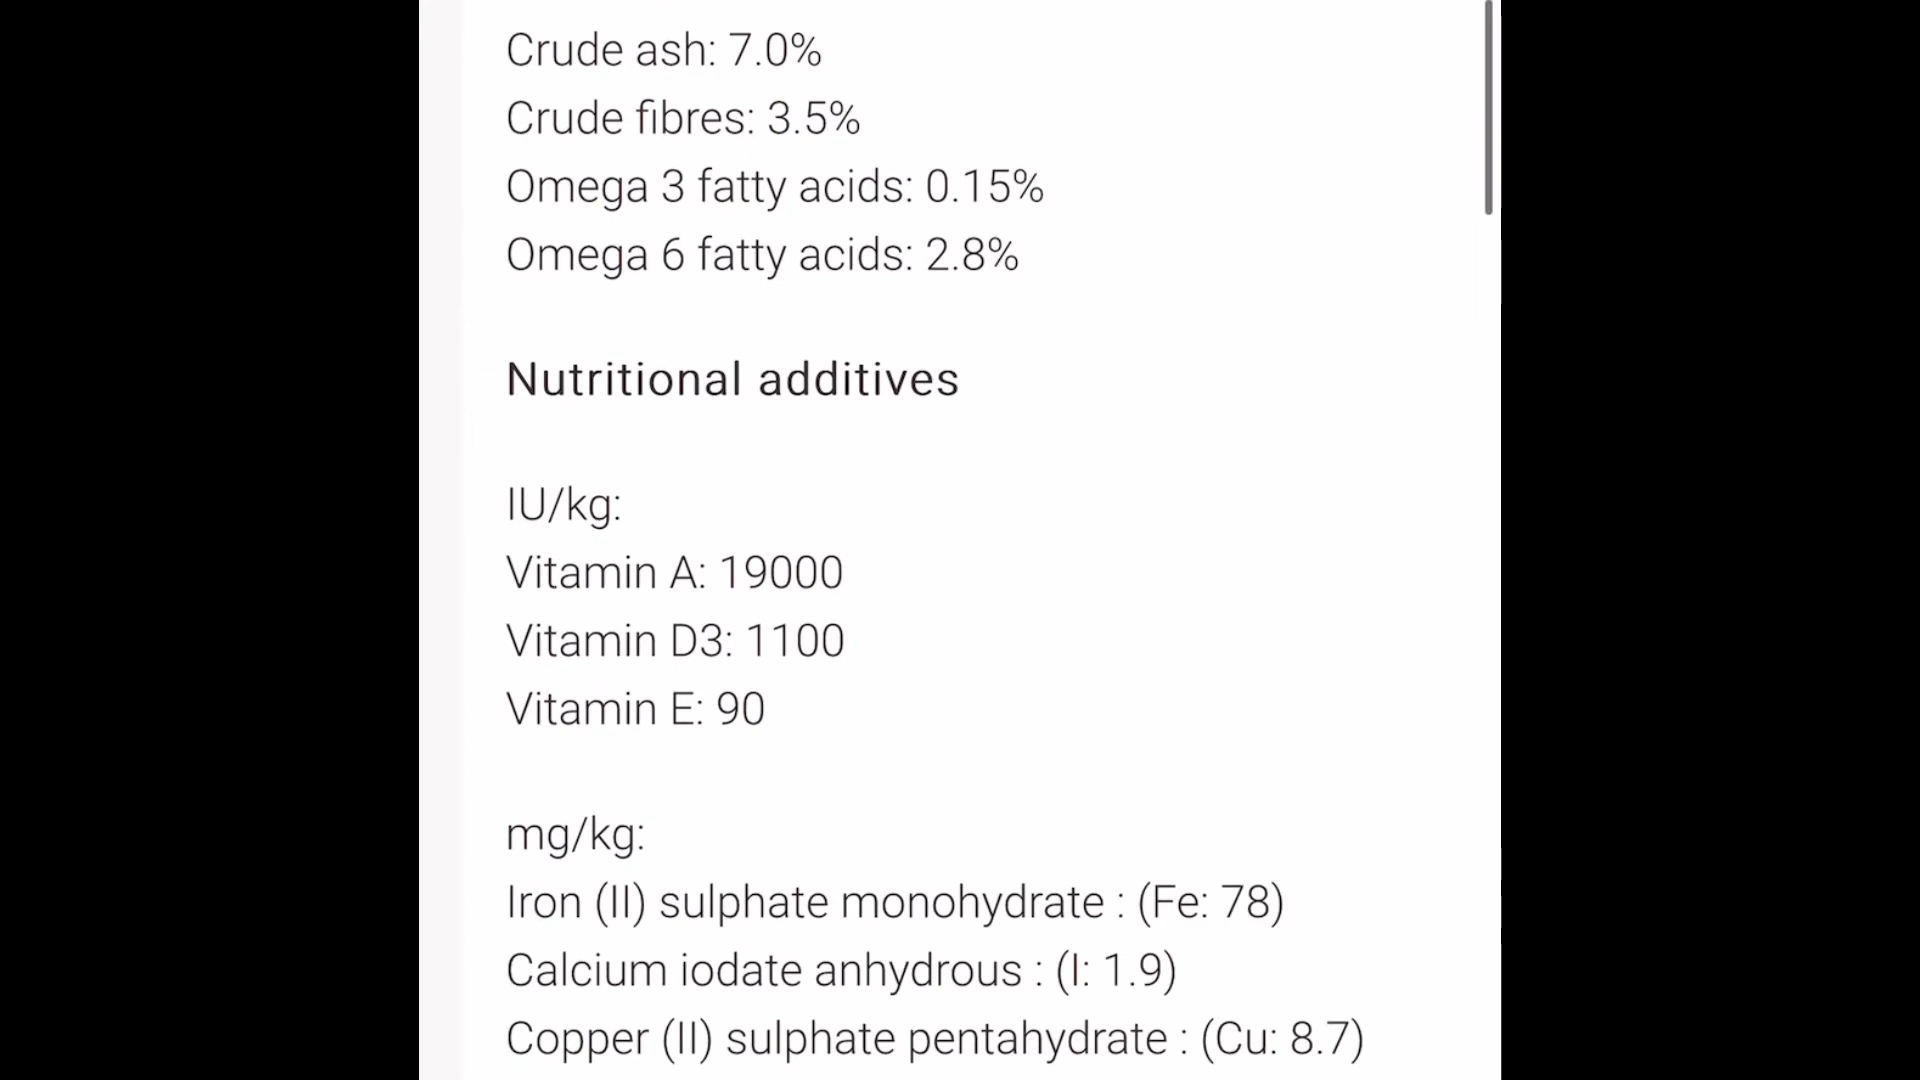 Crude ash: 7.0%
Crude fibres: 3.5%
Omega 3 fatty acids: 0.15%
Omega 6 fatty acids: 2.8%
Nutritional additives
IU/kg:
Vitamin A: 19000
Vitamin D3: 1100
Vitamin E: 90
mg/kg:
Iron (II) sulphate monohydrate : (Fe: 78)
Calcium iodate anhydrous : (I: 1.9)
Copper (II) sulphate pentahydrate : (Cu: 8.7)